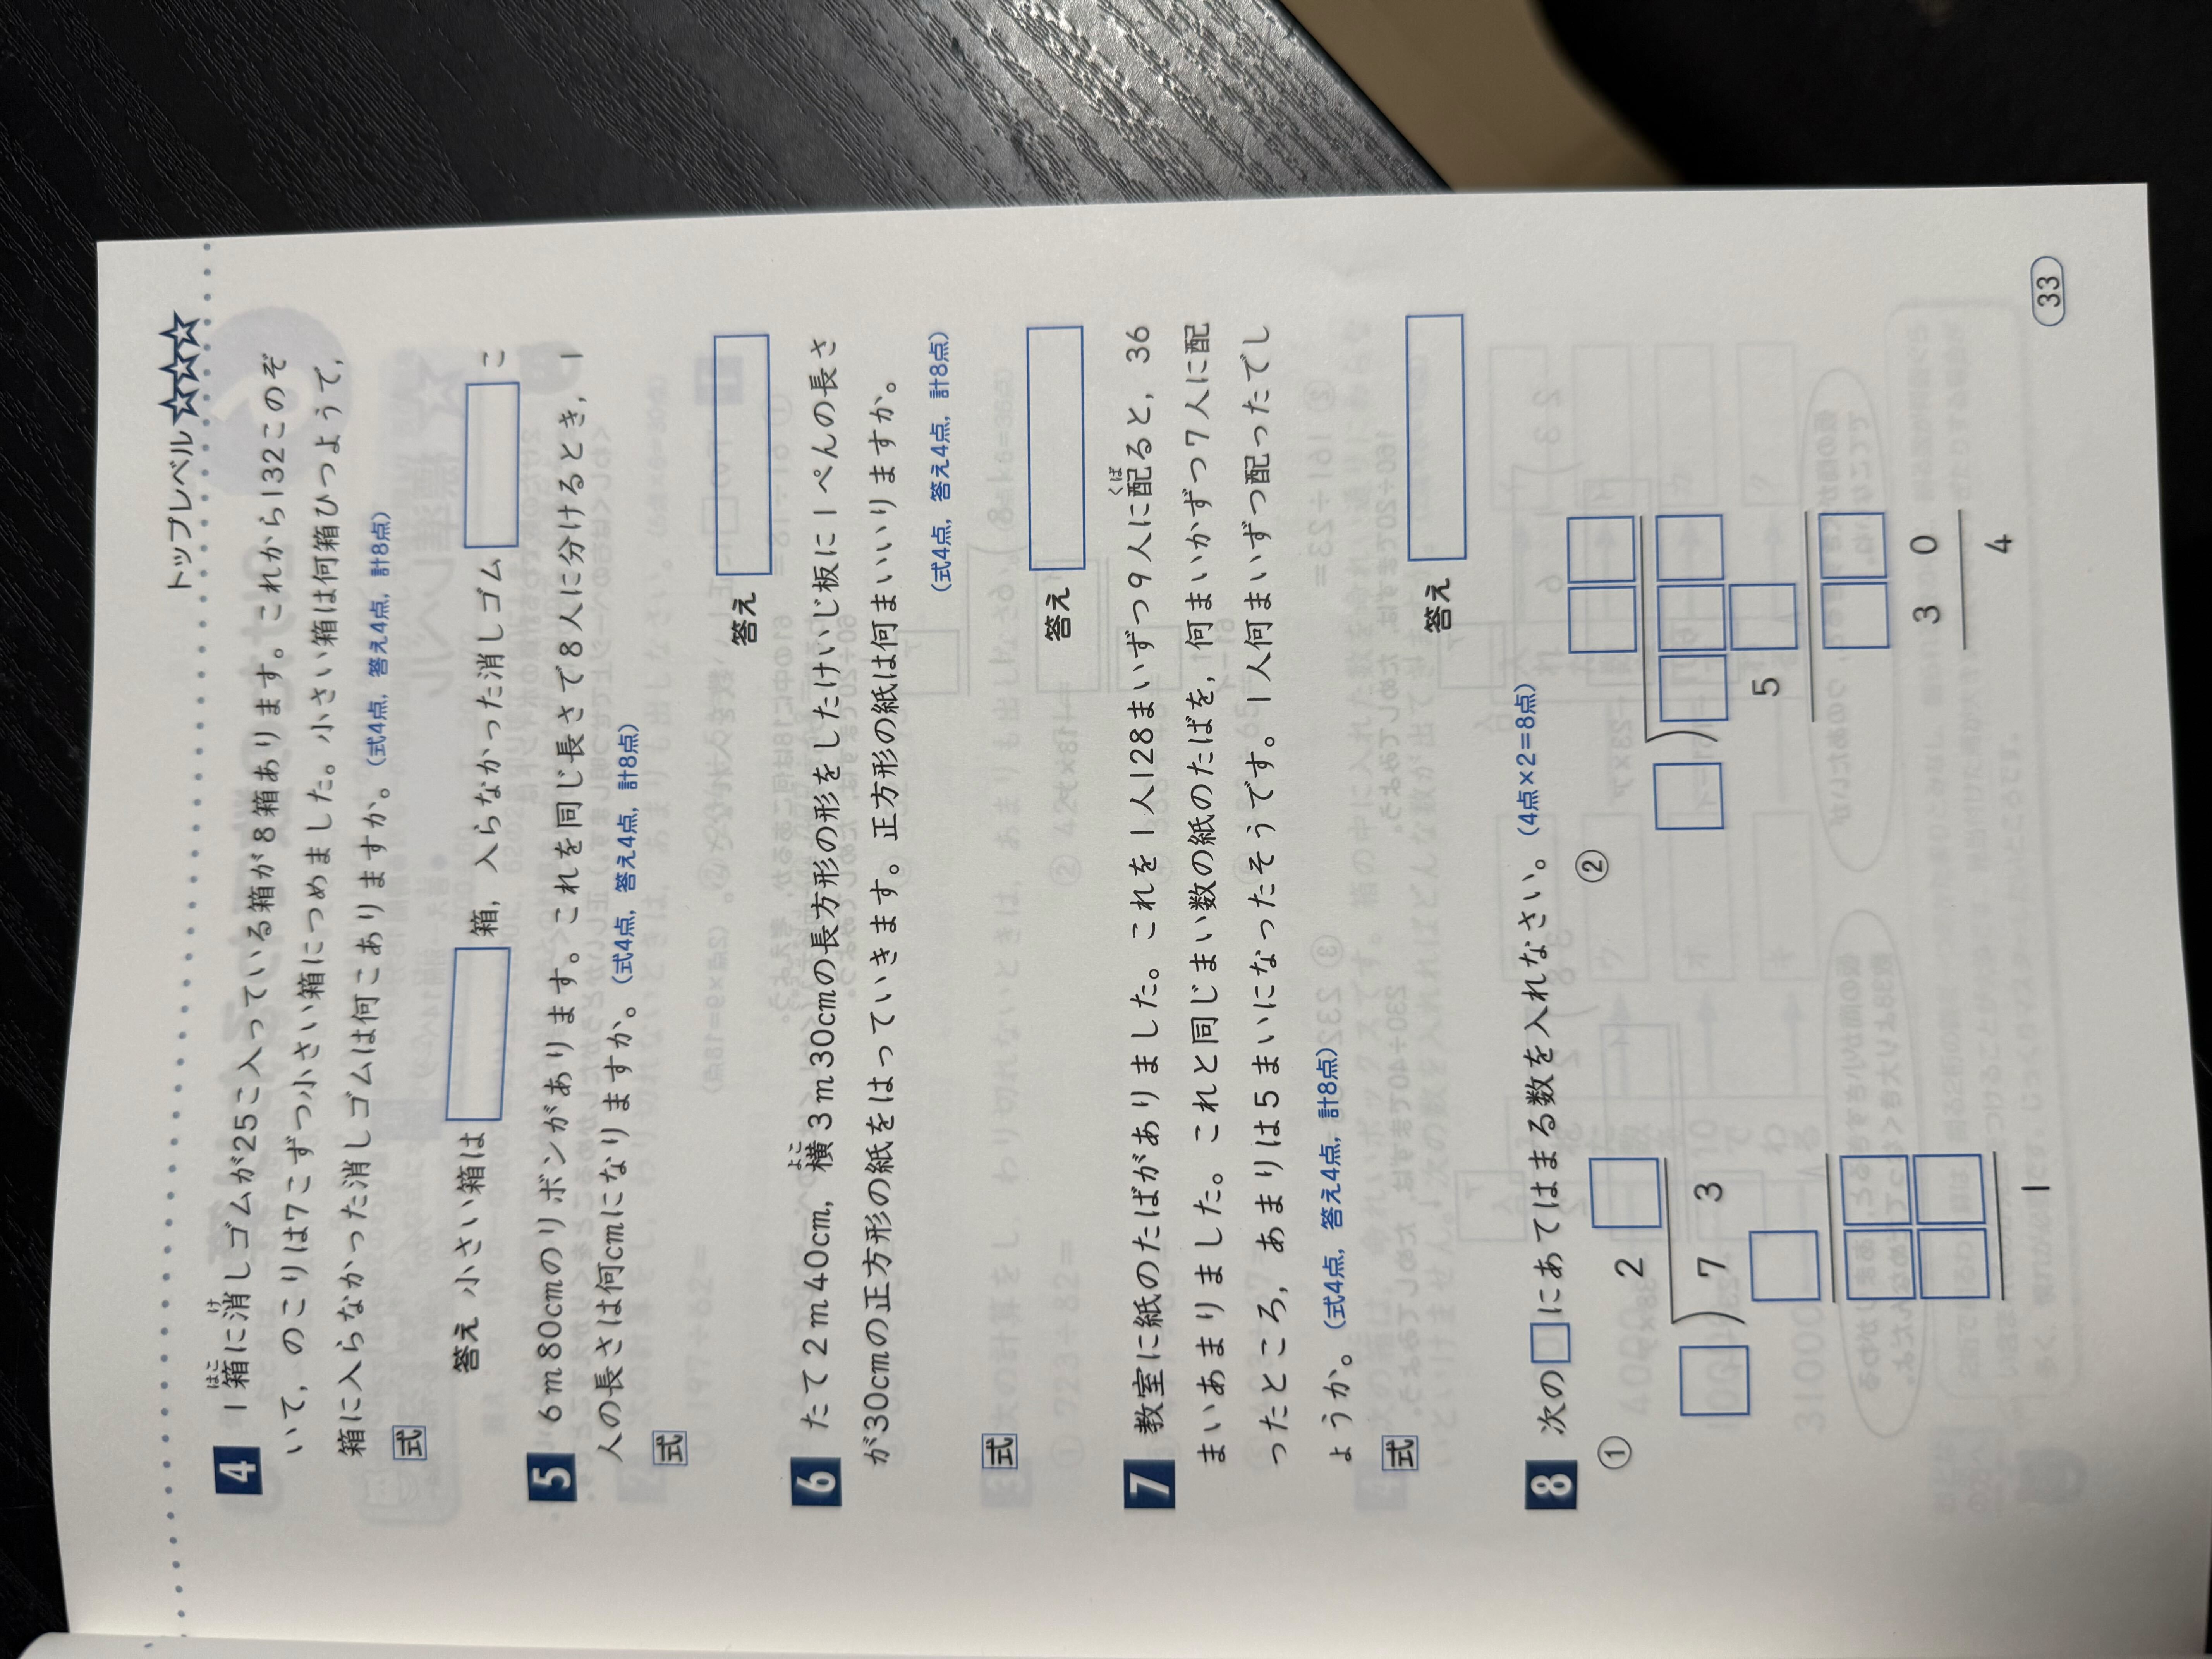 トップレベル☆☆☆
4 1箱に消しゴムが25こ入っている箱が8箱あります。これから132このぞ
はこ け
いて，のこりは7こずつ小さい箱につめました。小さい箱は何箱ひつようで，
箱に入らなかった消しゴムは何こありますか。(式4点，答え4点，計8点)
式
答え 小さい箱は □ 箱，入らなかった消しゴム □ こ
5 6m80cmのリボンがあります。これを同じ長さで8人に分けるとき，1
人の長さは何cmになりますか。(式4点，答え4点，計8点)
式
答え
6 たて2m40cm，横3m30cmの長方形の形をしたけいじ板に1ぺんの長さ
よこ
が30cmの正方形の紙をはっていきます。正方形の紙は何まいいりますか。
(式4点，答え4点，計8点)
式
答え
7 教室に紙のたばがありました。これを1人128まいずつ9人に配ると，36
くば
まいあまりました。これと同じまい数の紙のたばを，何まいかずつ7人に配
ったところ，あまりは5まいになったそうです。1人何まいずつ配ったでし
ょうか。(式4点，答え4点，計8点)
式
答え
8 次の□にあてはまる数を入れなさい。(4点×2=8点)
① ②
2 □
□ ) 7 3
□
□ □
□ □
1
□ □
□ ) □ □ □
5 □
□ □
3 0
4
33